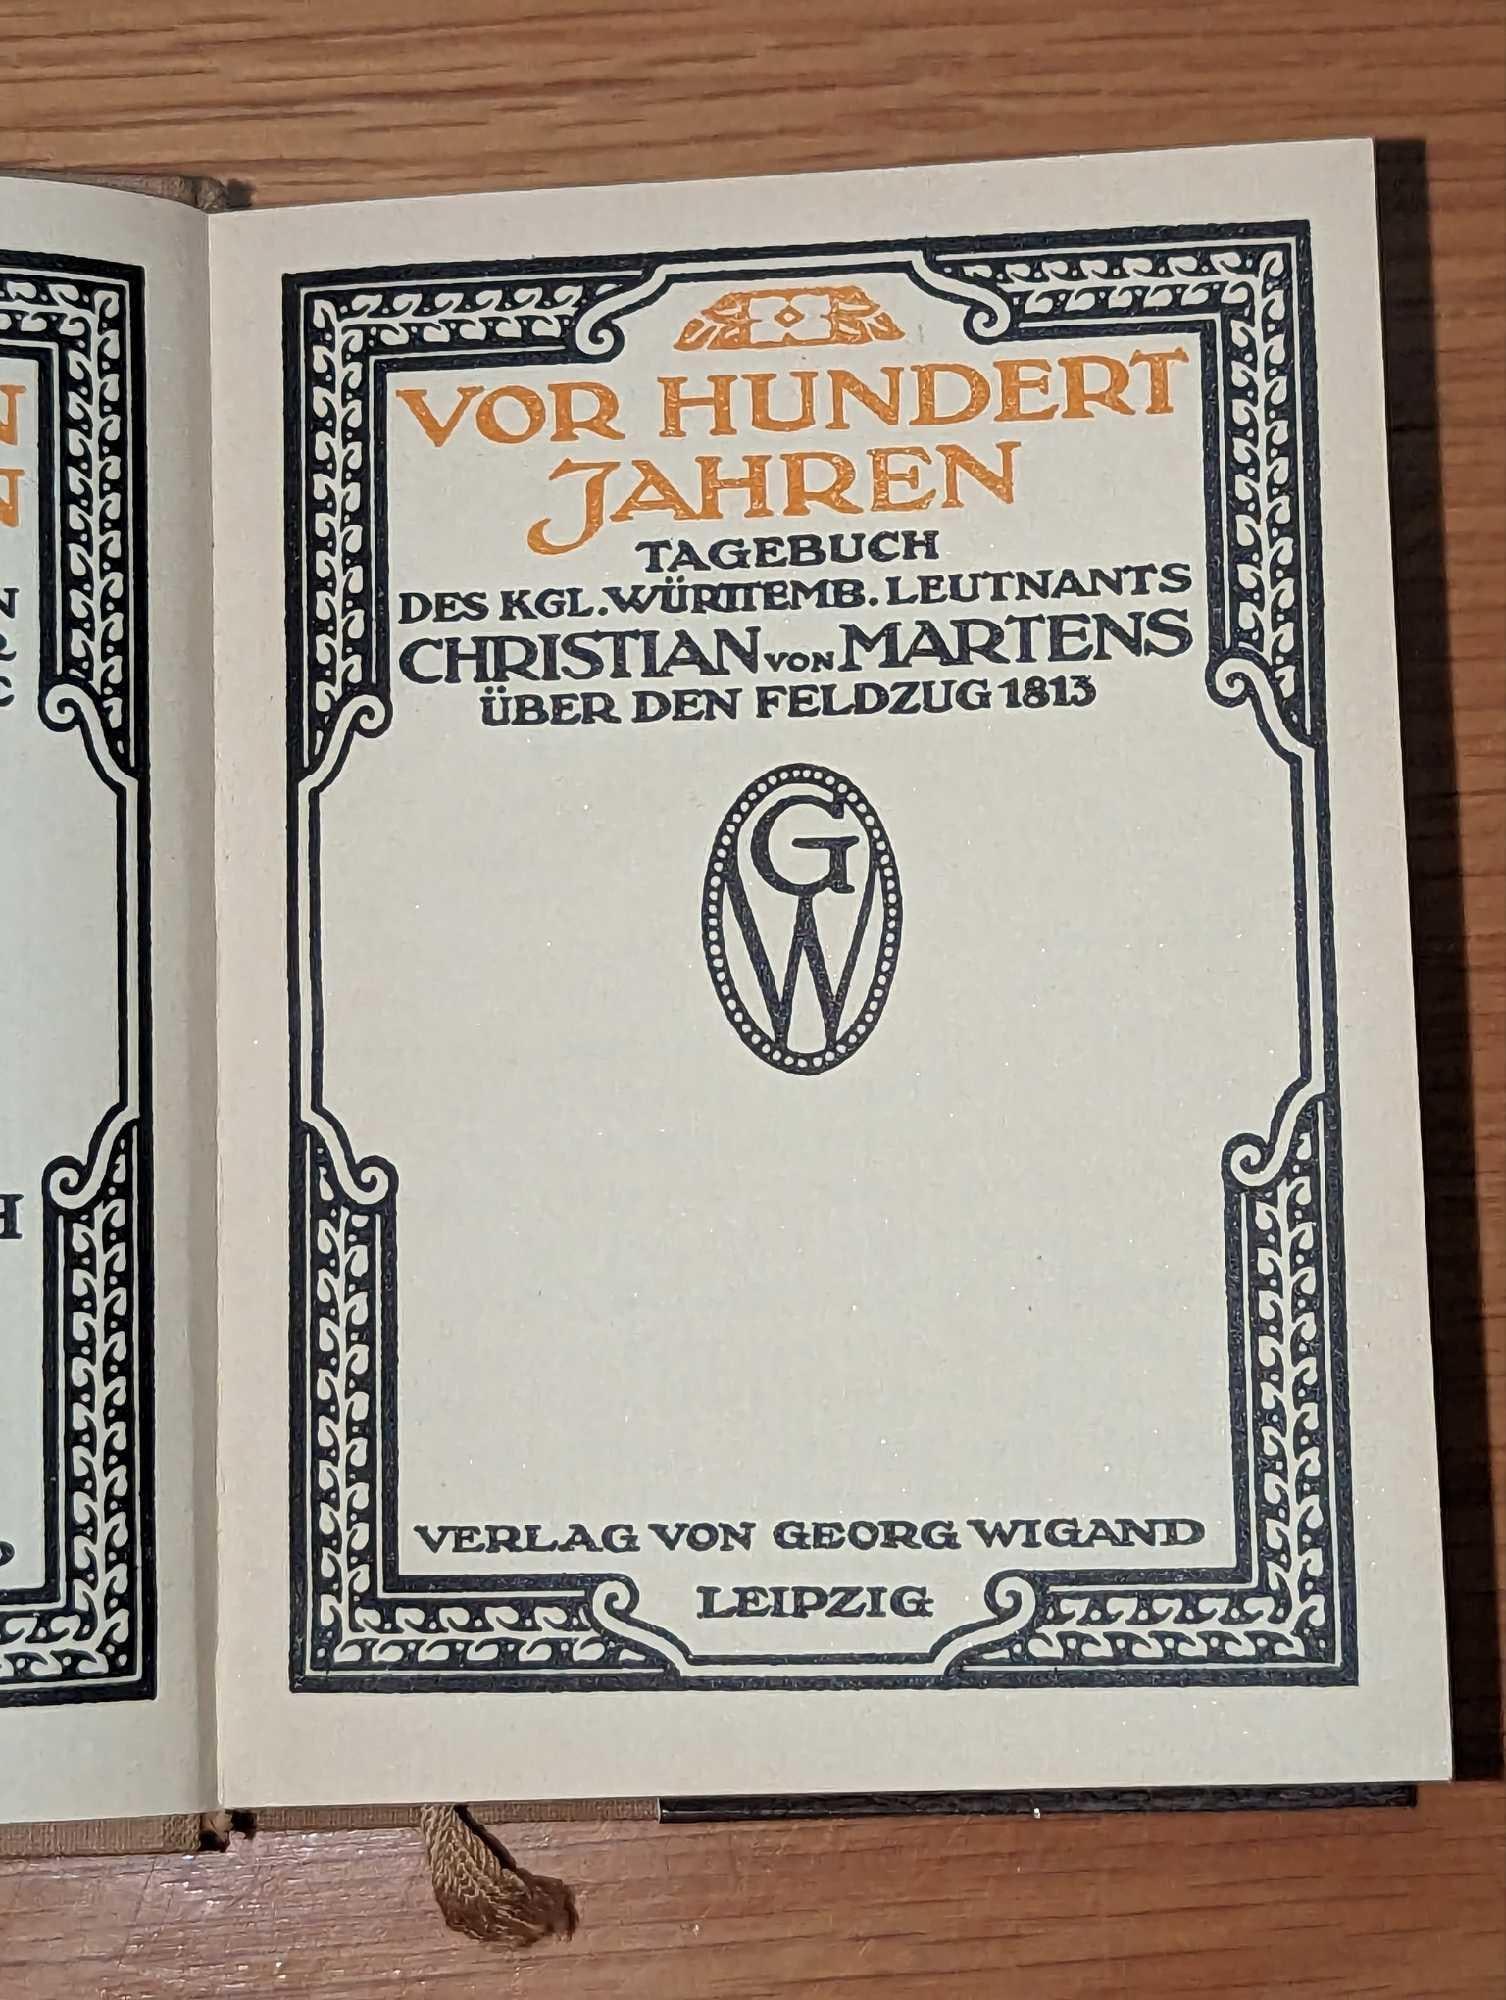 VOR HUNDERT
JAHREN
TAGEBUCH
DES KGL. WÜRTTEMB. LEUTNANTS
CHRISTIAN VON MARTENS
ÜBER DEN FELDZUG 1813
GW
VERLAG VON GEORG WIGAND
LEIPZIG